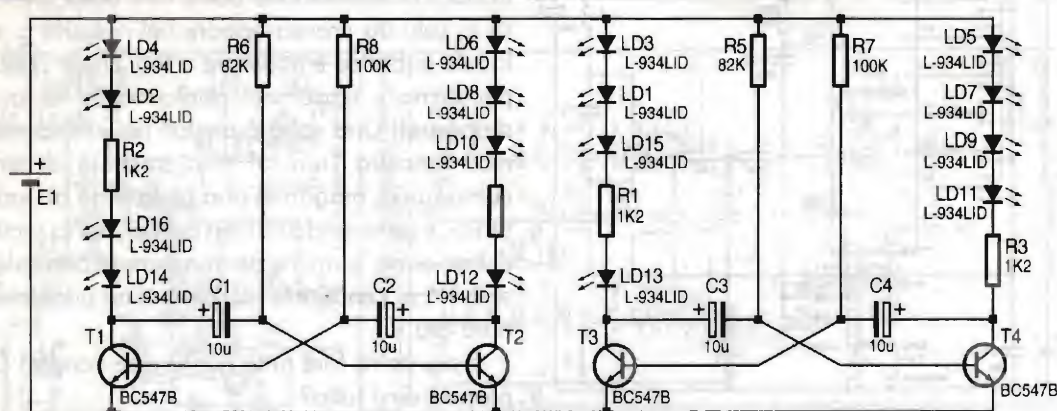 LD4
L-934LID
LD2
L-934LID
R2
1K2
LD16
L-934LID
LD14
L-934LID
+
E1
R6
82K
R8
100K
LD6
L-934LID
LD8
L-934LID
LD10
L-934LID
LD12
L-934LID
C1
+
10u
C2
+
10u
T1
BC547B
T2
BC547B
LD3
L-934LID
LD1
L-934LID
LD15
L-934LID
R1
1K2
LD13
L-934LID
R5
82K
R7
100K
LD5
L-934LID
LD7
L-934LID
LD9
L-934LID
LD11
L-934LID
R3
1K2
C3
+
10u
C4
+
10u
T3
BC547B
T4
BC547B